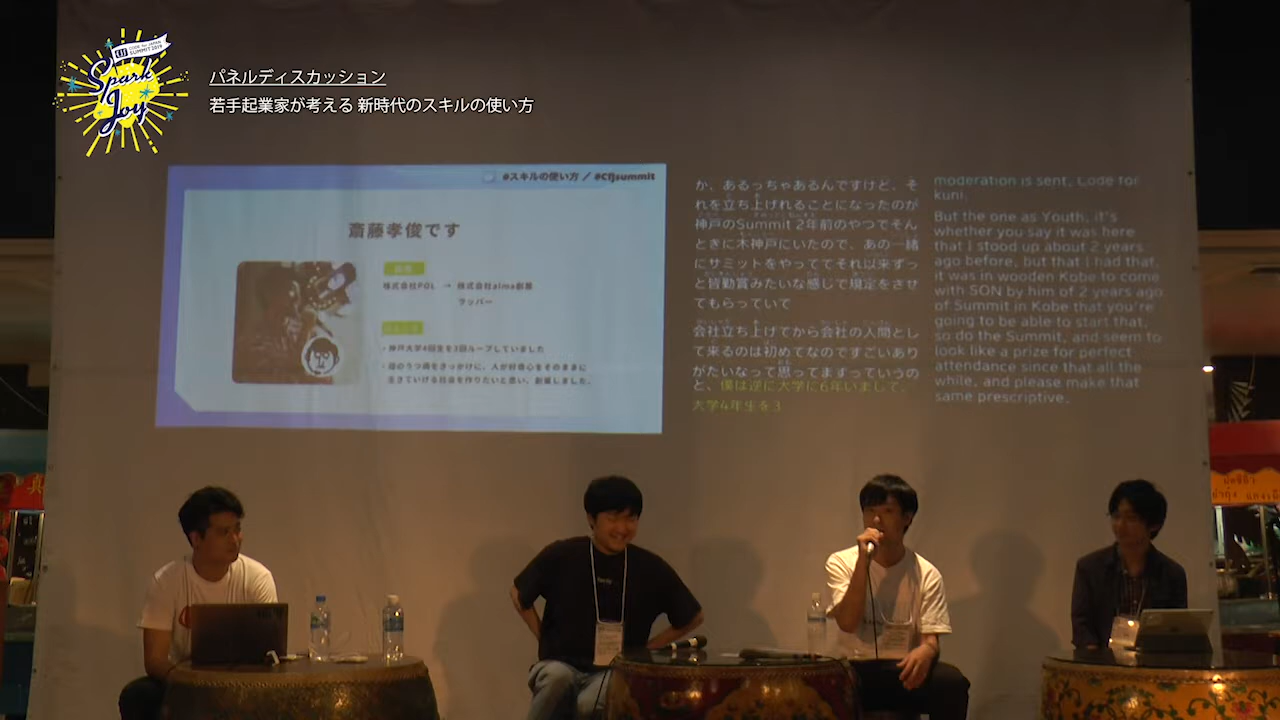 CODE for JAPAN
SUMMIT 2019
Spark
Joy
パネルディスカッション
若手起業家が考える 新時代のスキルの使い方
#スキルの使い方 / #CfJsummit
斎藤孝俊です
株式会社POL → 株式会社alma創業
ラッパー
・神戸大学4回生を3回ループしていました
か、あるっちゃあるんですけど、そ
れを立ち上げれることになったのが
神戸のSummit 2年前のやつでそん
ときに木神戸にいたので、あの一緒
にサミットをやっててそれ以来ずっ
と皆勤賞みたいな感じで規定をさせ
てもらっていて
会社立ち上げてから会社の人間とし
て来るのは初めてなのですごいあり
がたいなって思ってますっていうの
と、僕は逆に大学に6年いまして、
大学4年生を3
moderation is sent, Code for
kuni.
But the one as Youth, it's
whether you say it was here
that I stood up about 2 years
ago before, but that I had that,
it was in wooden Kobe to come
with SON by him of 2 years ago
of Summit in Kobe that you're
going to be able to start that,
so do the Summit, and seem to
look like a prize for perfect
attendance since that all the
while, and please make that
same prescriptive.